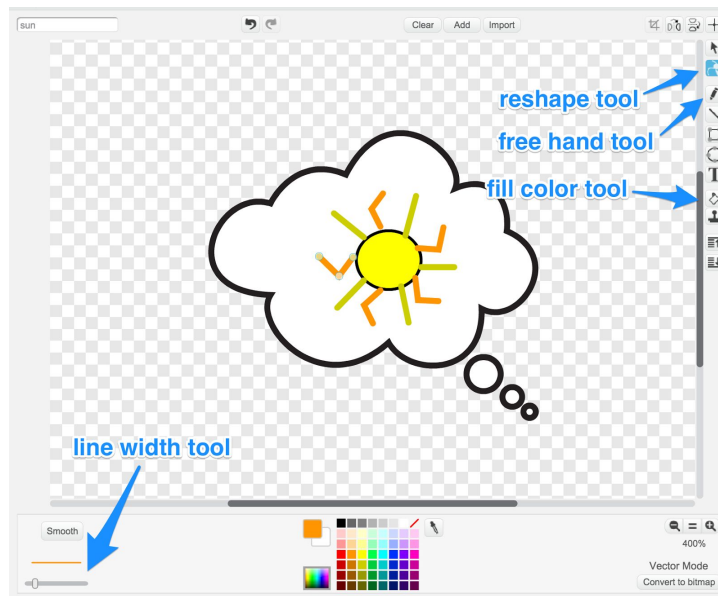 sun
Clear Add Import
reshape tool
free hand tool
T
fill color tool
line width tool
Smooth
400%
Vector Mode
Convert to bitmap